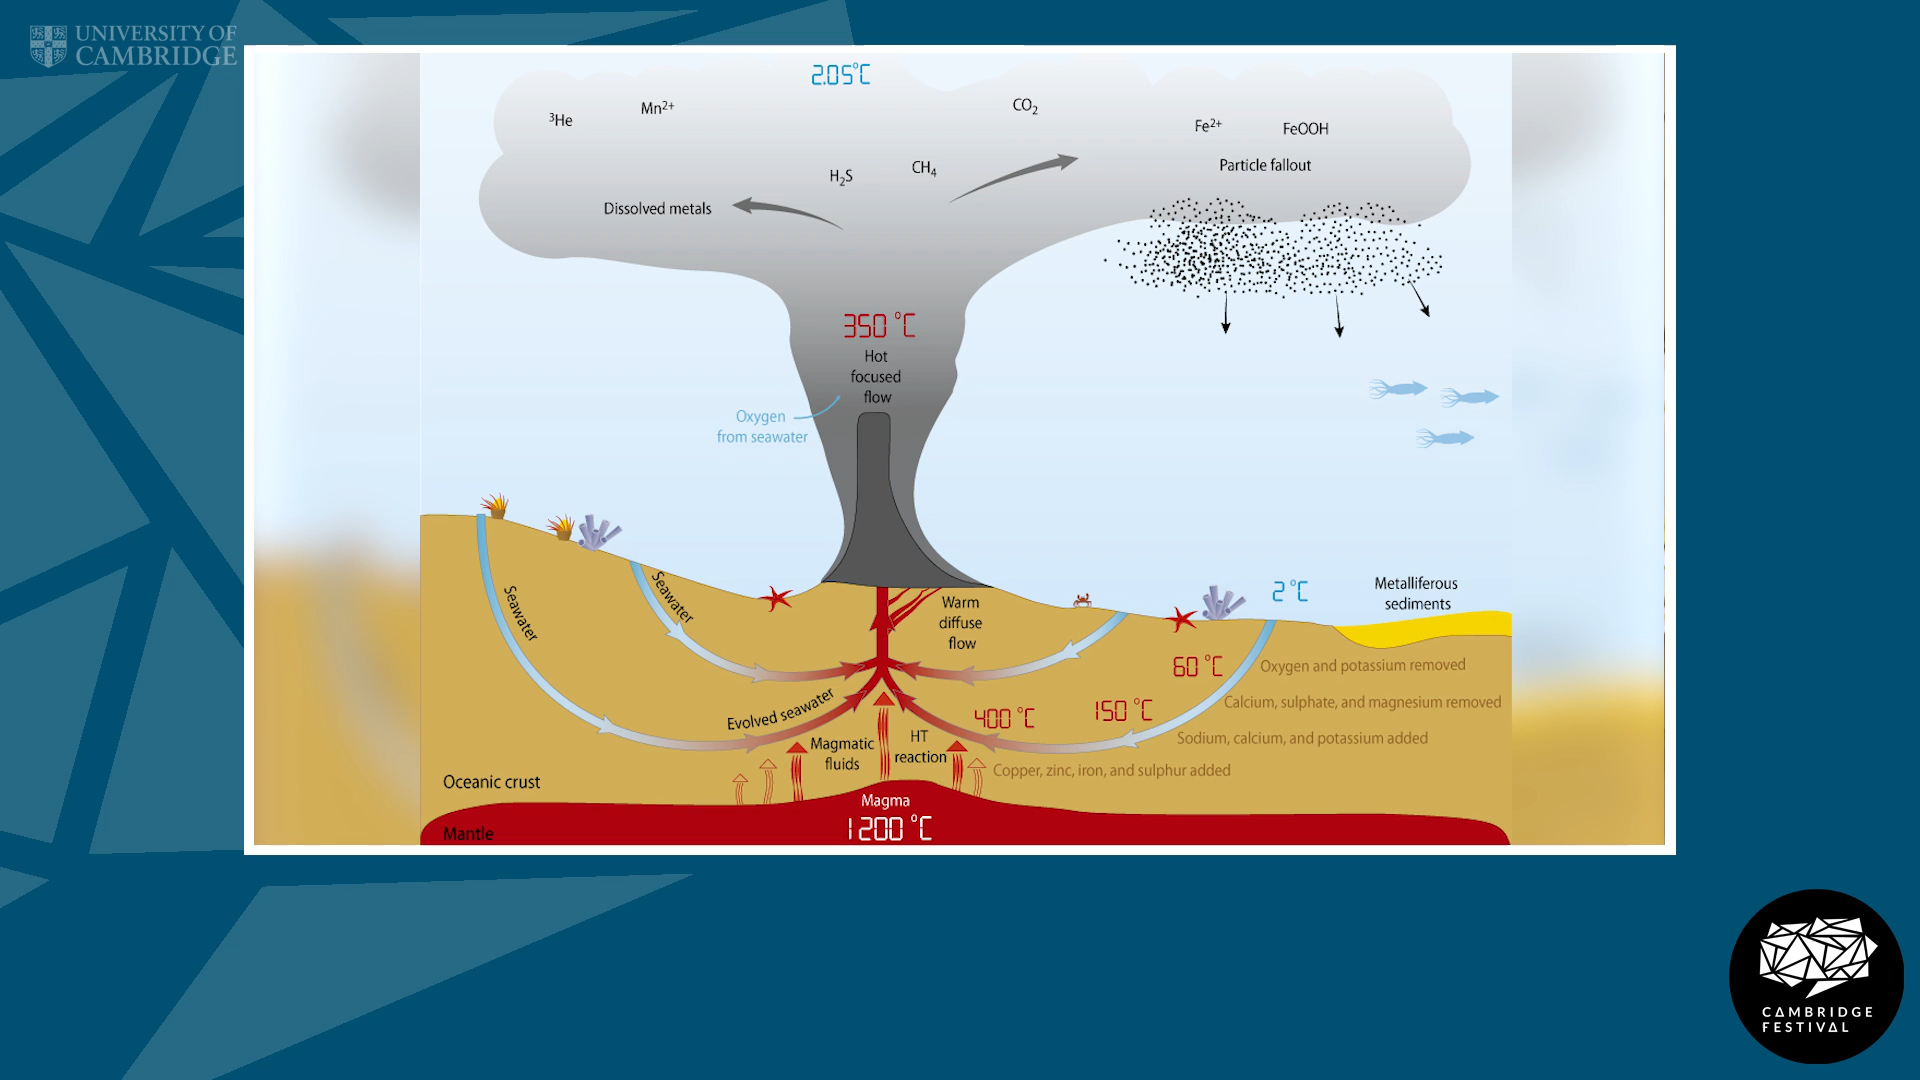 UNIVERSITY OF
CAMBRIDGE
2.05°C
³He
Mn²⁺
CO₂
Fe²⁺
FeOOH
H₂S
CH₄
Particle fallout
Dissolved metals
350 °C
Hot
focused
flow
Oxygen
from seawater
Seawater
Seawater
Warm
diffuse
flow
2°C
Metalliferous
sediments
60 °C
Oxygen and potassium removed
Evolved seawater
400 °C
150 °C
Calcium, sulphate, and magnesium removed
Sodium, calcium, and potassium added
Magmatic
fluids
HT
reaction
Copper, zinc, iron, and sulphur added
Oceanic crust
Magma
1200 °C
Mantle
CAMBRIDGE
FESTIVAL